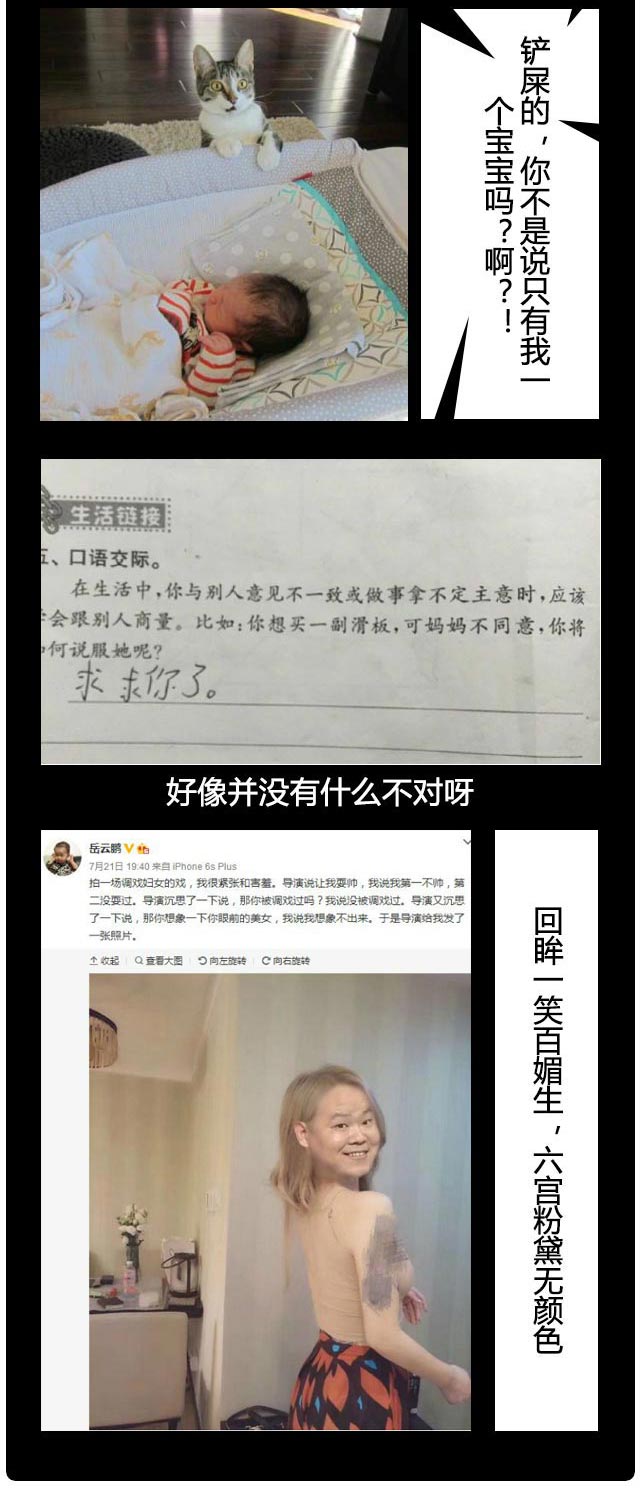 铲屎的，你不是说只有我一
个宝宝吗？啊？！
生活链接
五、口语交际。
在生活中，你与别人意见不一致或做事拿不定主意时，应该
学会跟别人商量。比如：你想买一副滑板，可妈妈不同意，你将
如何说服她呢？
求求你了。
好像并没有什么不对呀
岳云鹏
7月21日 19:40 来自 iPhone 6s Plus
拍一场调戏妇女的戏，我很紧张和害羞。导演说让我耍帅，我说我第一不帅，第
二没耍过。导演沉思了一下说，那你被调戏过吗？我说没被调戏过。导演又沉思
了一下说，那你想象一下你眼前的美女，我说我想象不出来。于是导演给我发了
一张照片。
收起 查看大图 向左旋转 向右旋转
回眸一笑百媚生，六宫粉黛无颜色